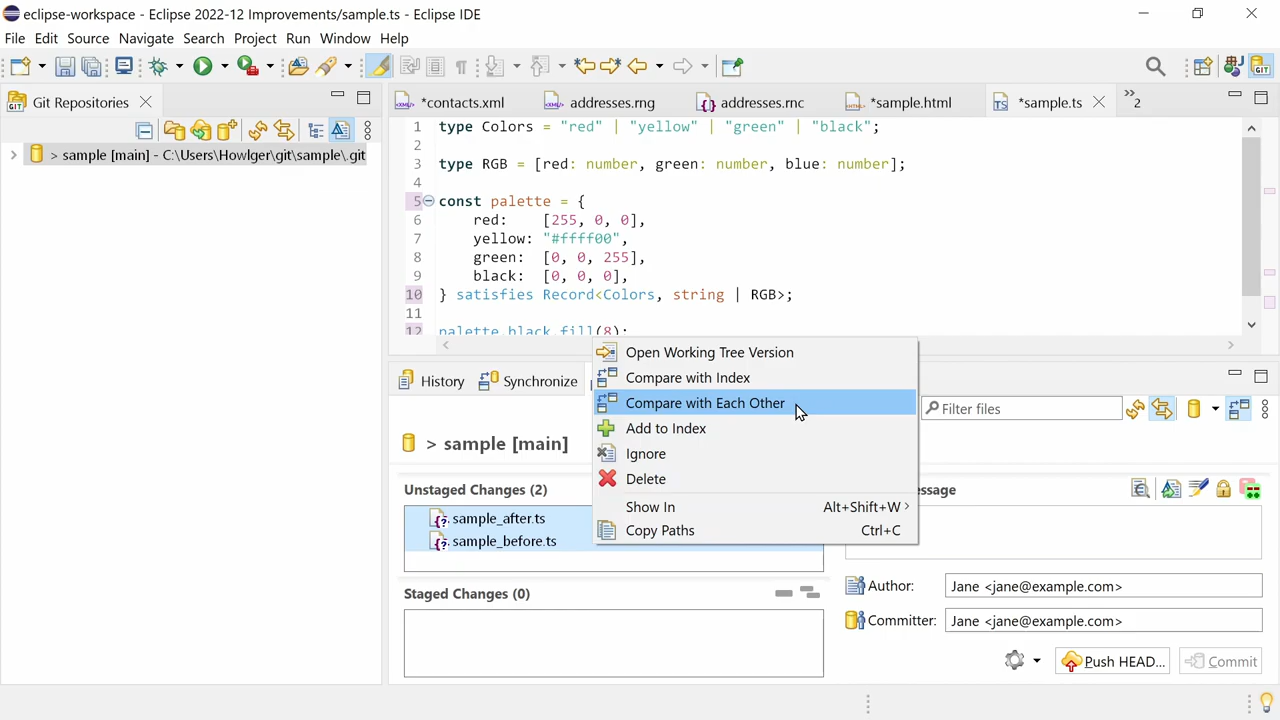 eclipse-workspace - Eclipse 2022-12 Improvements/sample.ts - Eclipse IDE
File Edit Source Navigate Search Project Run Window Help
Git Repositories
*contacts.xml addresses.rng addresses.rnc *sample.html *sample.ts 2
> sample [main] - C:\Users\Howlger\git\sample\.git
1 type Colors = "red" | "yellow" | "green" | "black";
2
3 type RGB = [red: number, green: number, blue: number];
4
5 const palette = {
6 red: [255, 0, 0],
7 yellow: "#ffff00",
8 green: [0, 0, 255],
9 black: [0, 0, 0],
10 } satisfies Record<Colors, string | RGB>;
11
12 palette.black.fill(8);
History Synchronize
Open Working Tree Version
Compare with Index
Compare with Each Other
Add to Index
Ignore
Delete
Show In Alt+Shift+W
Copy Paths Ctrl+C
Filter files
> sample [main]
Unstaged Changes (2)
sample_after.ts
sample_before.ts
Staged Changes (0)
essage
Author: Jane <jane@example.com>
Committer: Jane <jane@example.com>
Push HEAD... Commit